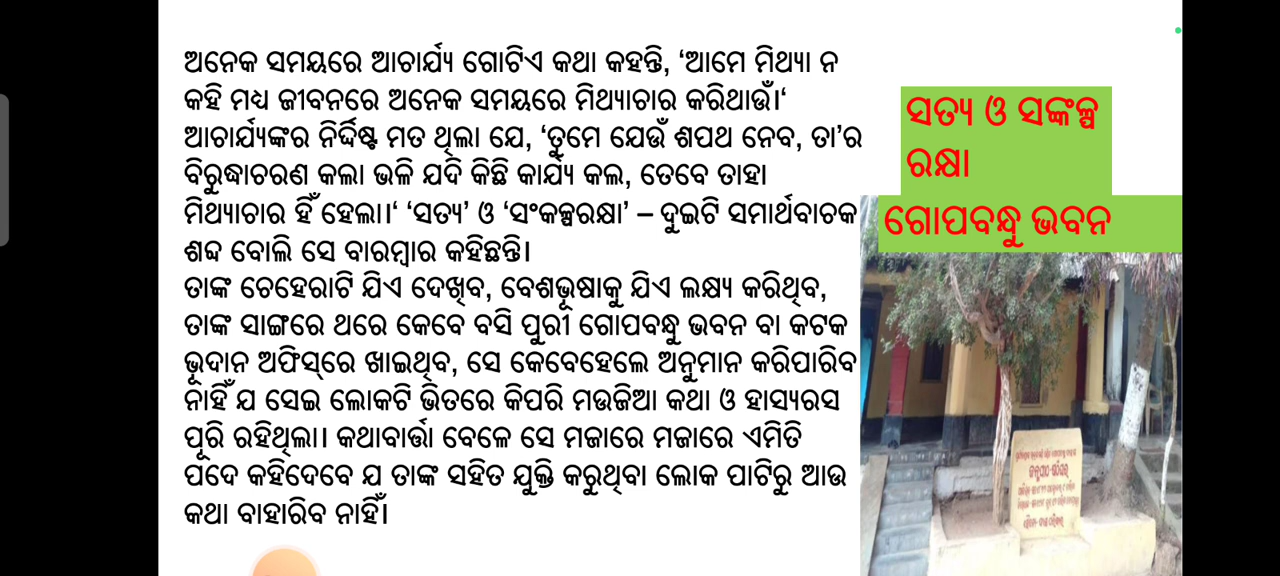 ଅନେକ ସମୟରେ ଆଚାର୍ଯ୍ୟ ଗୋଟିଏ କଥା କହନ୍ତି, ‘ଆମେ ମିଥ୍ୟା ନ
କହି ମଧ୍ୟ ଜୀବନରେ ଅନେକ ସମୟରେ ମିଥ୍ୟାଚାର କରିଥାଉଁ।‘
ଆଚାର୍ଯ୍ୟଙ୍କର ନିର୍ଦ୍ଦିଷ୍ଟ ମତ ଥିଲା ଯେ, ‘ତୁମେ ଯେଉଁ ଶପଥ ନେବ, ତା’ର
ବିରୁଦ୍ଧାଚରଣ କଲା ଭଳି ଯଦି କିଛି କାର୍ଯ୍ୟ କଲ, ତେବେ ତାହା
ମିଥ୍ୟାଚାର ହିଁ ହେଲା।‘ ‘ସତ୍ୟ’ ଓ ‘ସଂକଳ୍ପରକ୍ଷା’ – ଦୁଇଟି ସମାର୍ଥବାଚକ
ଶବ୍ଦ ବୋଲି ସେ ବାରମ୍ବାର କହିଛନ୍ତି।
ତାଙ୍କ ଚେହେରାଟି ଯିଏ ଦେଖିବ, ବେଶଭୂଷାକୁ ଯିଏ ଲକ୍ଷ୍ୟ କରିଥିବ,
ତାଙ୍କ ସାଙ୍ଗରେ ଥରେ କେବେ ବସି ପୁରୀ ଗୋପବନ୍ଧୁ ଭବନ ବା କଟକ
ଭୂଦାନ ଅଫିସ୍‌ରେ ଖାଇଥିବ, ସେ କେବେହେଲେ ଅନୁମାନ କରିପାରିବ
ନାହିଁ ଯ ସେଇ ଲୋକଟି ଭିତରେ କିପରି ମଉଜିଆ କଥା ଓ ହାସ୍ୟରସ
ପୂରି ରହିଥିଲା। କଥାବାର୍ତ୍ତା ବେଳେ ସେ ମଜାରେ ମଜାରେ ଏମିତି
ପଦେ କହିଦେବେ ଯ ତାଙ୍କ ସହିତ ଯୁକ୍ତି କରୁଥିବା ଲୋକ ପାଟିରୁ ଆଉ
କଥା ବାହାରିବ ନାହିଁ।
ସତ୍ୟ ଓ ସଙ୍କଳ୍ପ
ରକ୍ଷା
ଗୋପବନ୍ଧୁ ଭବନ